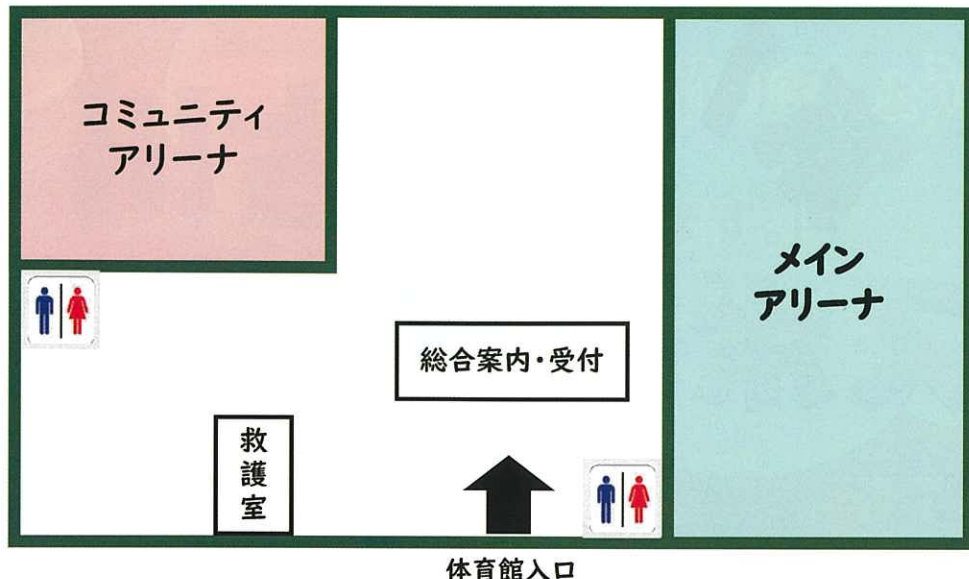 コミュニティ
アリーナ
メイン
アリーナ
総合案内・受付
救護室
体育館入口